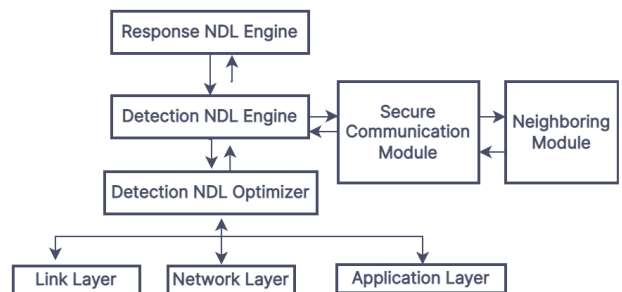 Response NDL Engine
Detection NDL Engine
Secure
Communication
Module
Neighboring
Module
Detection NDL Optimizer
Link Layer
Network Layer
Application Layer